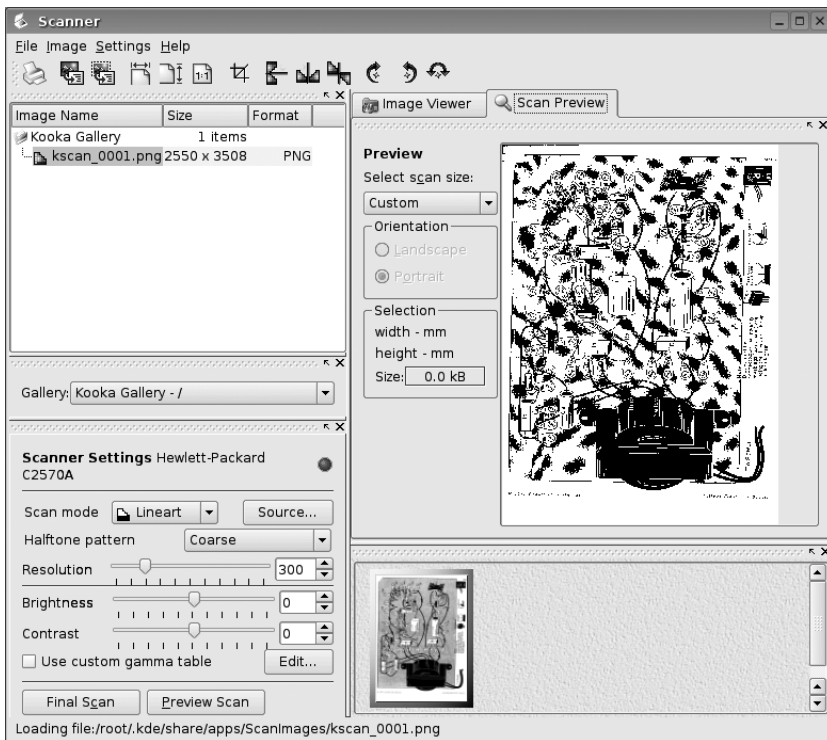 Scanner
File Image Settings Help
1:1
Image Name Size Format
Kooka Gallery 1 items
kscan_0001.png 2550 x 3508 PNG
Gallery: Kooka Gallery - /
Scanner Settings Hewlett-Packard
C2570A
Scan mode Lineart Source...
Halftone pattern Coarse
Resolution 300
Brightness 0
Contrast 0
Use custom gamma table Edit...
Final Scan Preview Scan
Image Viewer Scan Preview
Preview
Select scan size:
Custom
Orientation
Landscape
Portrait
Selection
width - mm
height - mm
Size: 0.0 kB
Loading file:/root/.kde/share/apps/ScanImages/kscan_0001.png